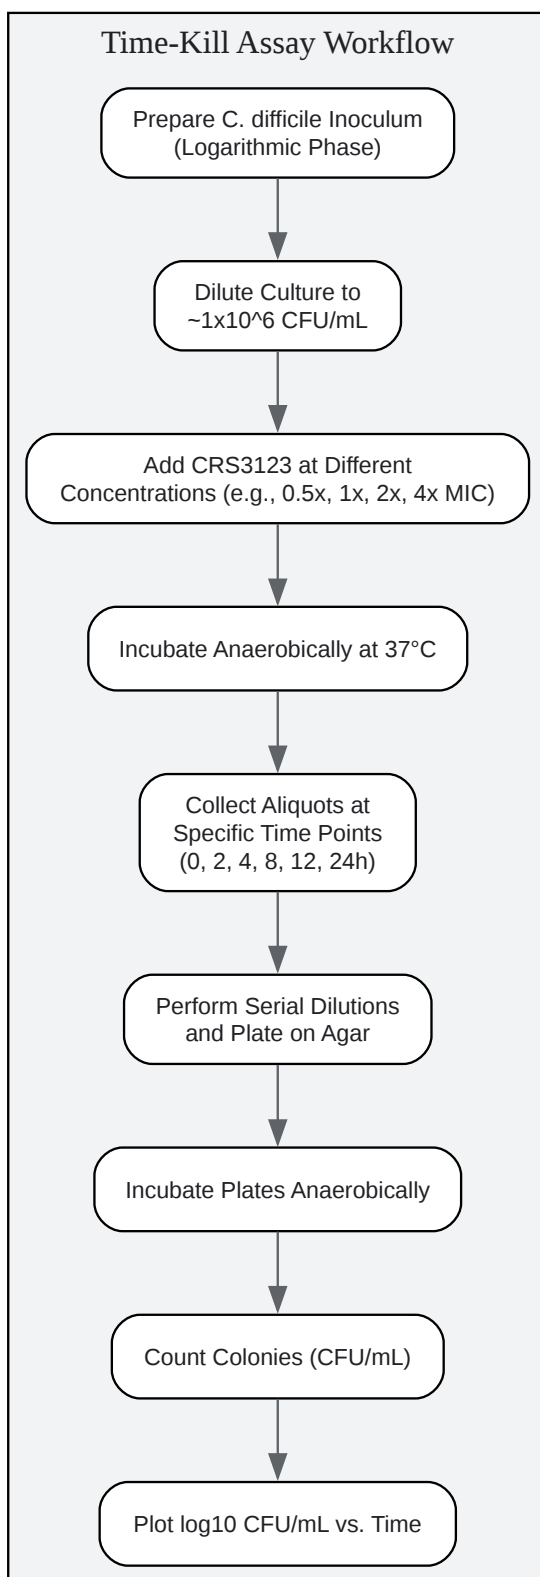 Time-Kill Assay Workflow
Prepare C. difficile Inoculum
(Logarithmic Phase)
Dilute Culture to
~1x10^6 CFU/mL
Add CRS3123 at Different
Concentrations (e.g., 0.5x, 1x, 2x, 4x MIC)
Incubate Anaerobically at 37°C
Collect Aliquots at
Specific Time Points
(0, 2, 4, 8, 12, 24h)
Perform Serial Dilutions
and Plate on Agar
Incubate Plates Anaerobically
Count Colonies (CFU/mL)
Plot log10 CFU/mL vs. Time